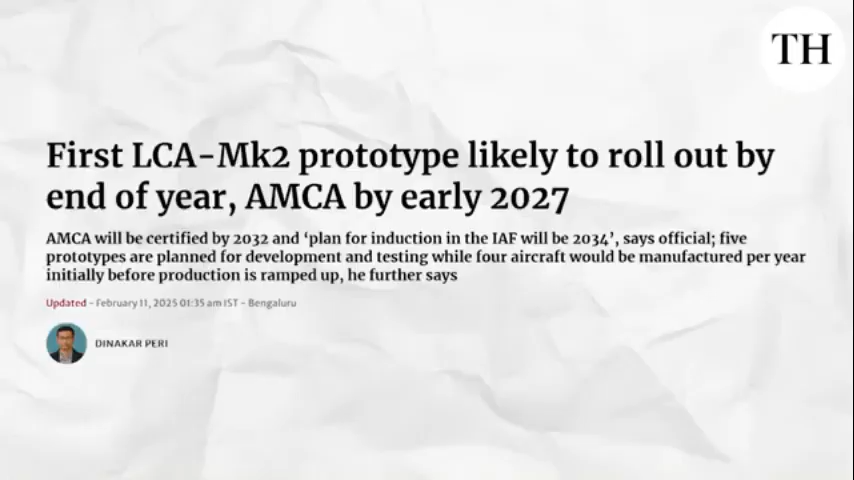 TH
First LCA-Mk2 prototype likely to roll out by
end of year, AMCA by early 2027
AMCA will be certified by 2032 and ‘plan for induction in the IAF will be 2034’, says official; five
prototypes are planned for development and testing while four aircraft would be manufactured per year
initially before production is ramped up, he further says
Updated - February 11, 2025 01:35 am IST - Bengaluru
DINAKAR PERI